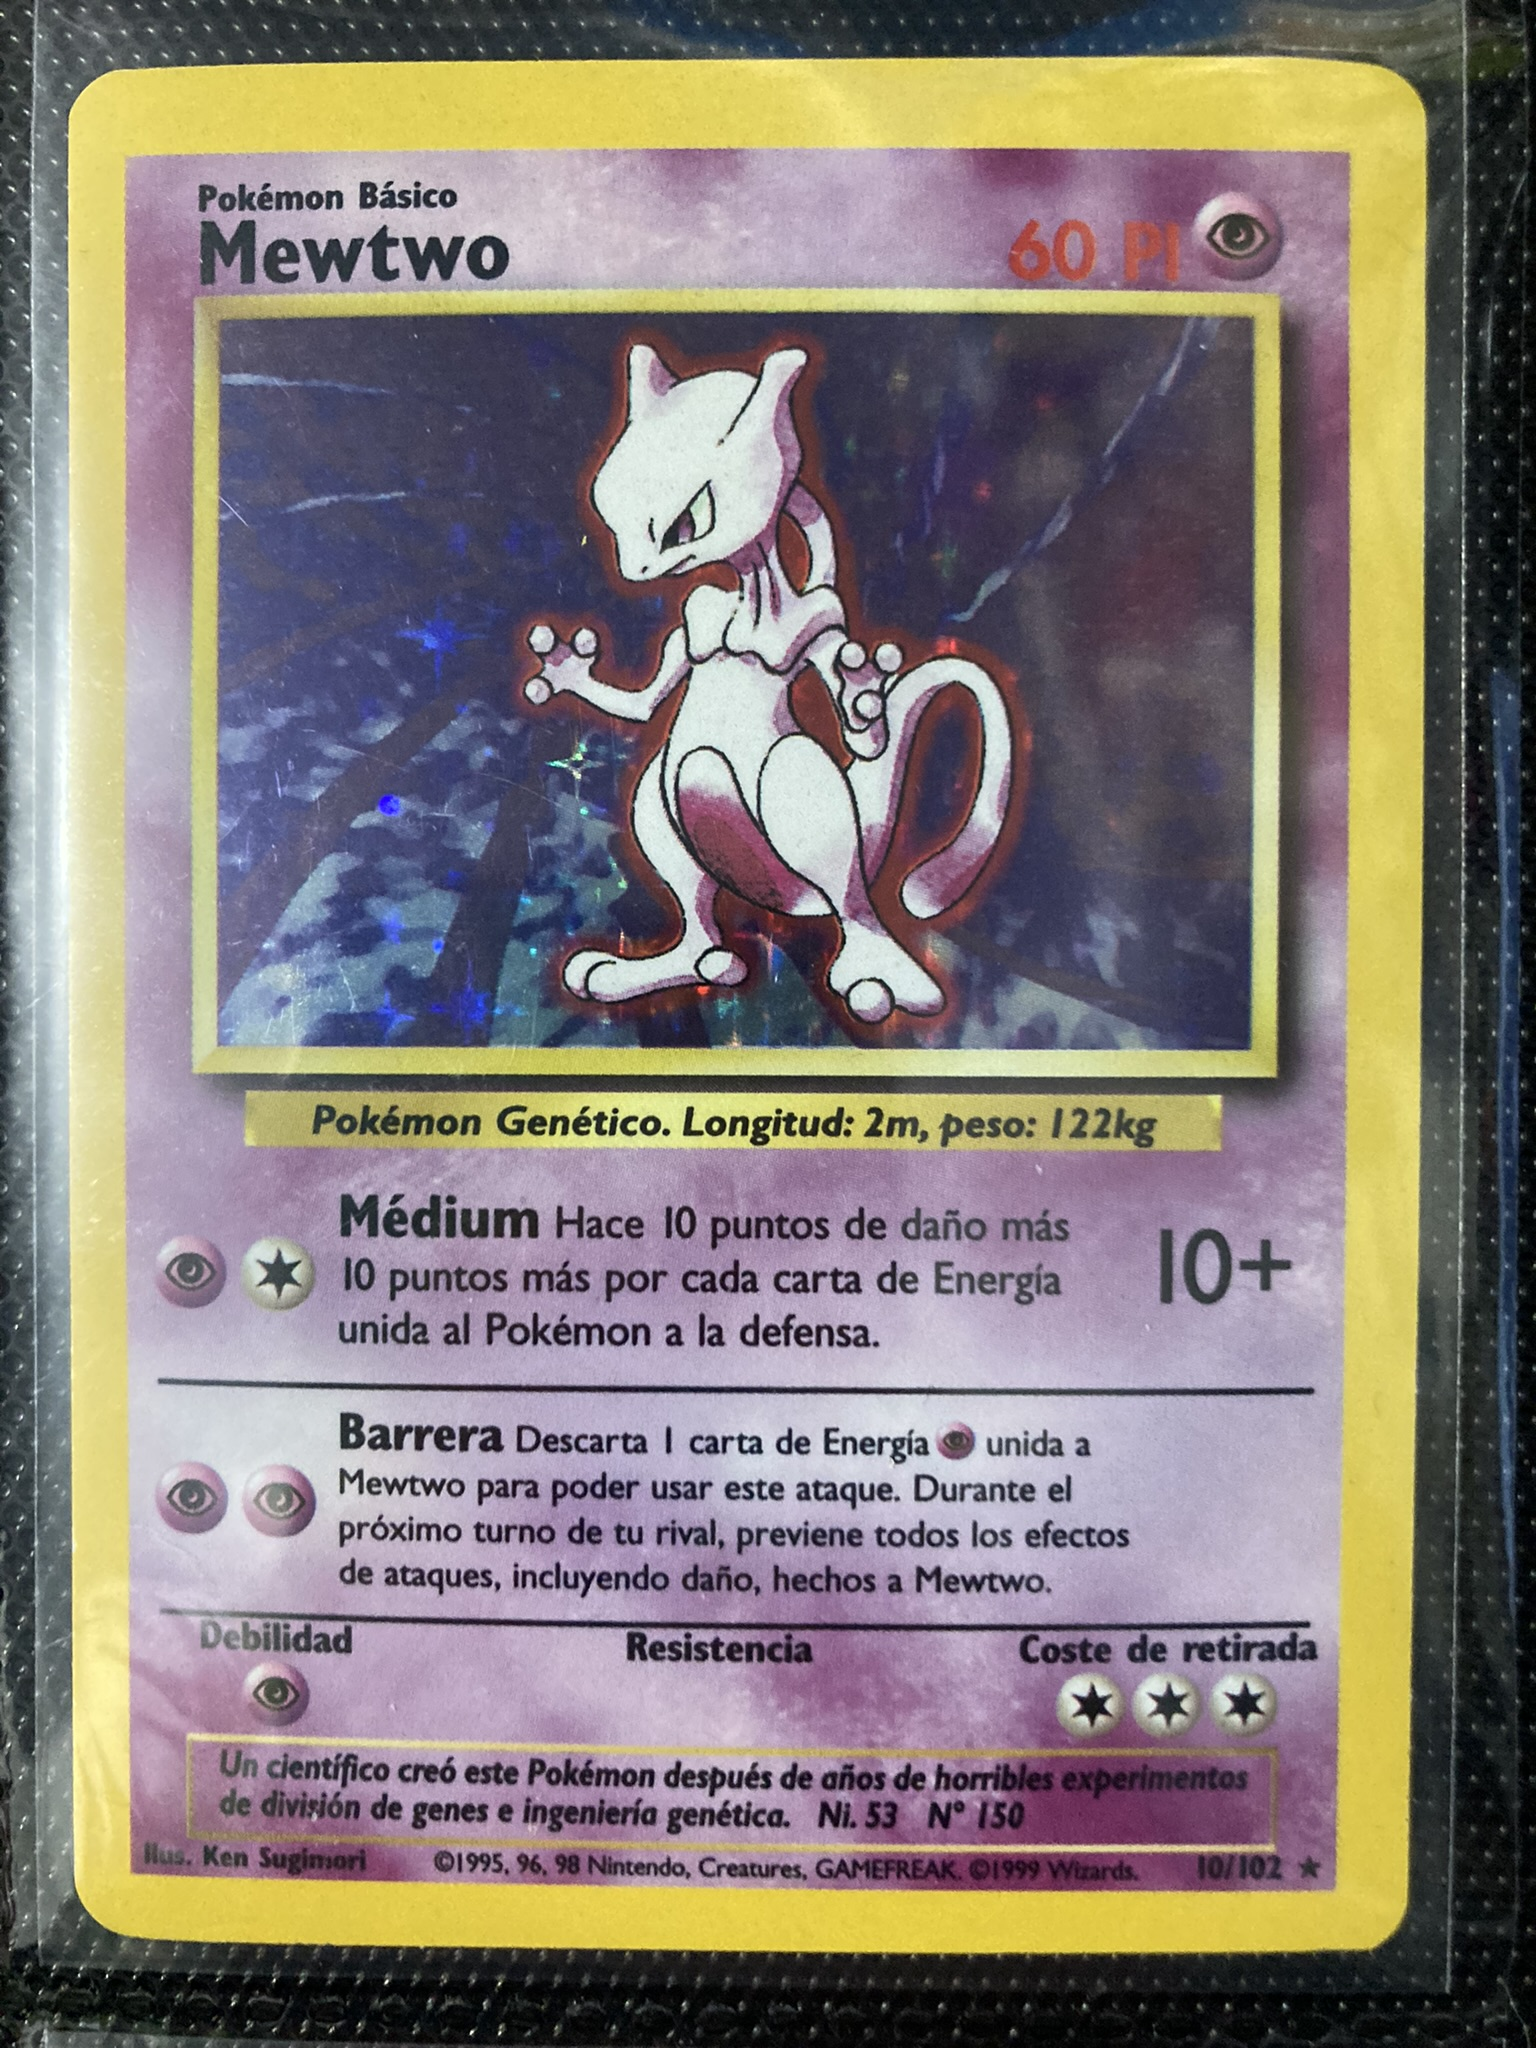 Pokémon Básico
Mewtwo
60 PI
Pokémon Genético. Longitud: 2m, peso: 122kg
Médium Hace 10 puntos de daño más
10 puntos más por cada carta de Energía
unida al Pokémon a la defensa.
10+
Barrera Descarta 1 carta de Energía unida a
Mewtwo para poder usar este ataque. Durante el
próximo turno de tu rival, previene todos los efectos
de ataques, incluyendo daño, hechos a Mewtwo.
Debilidad Resistencia Coste de retirada
Un científico creó este Pokémon después de años de horribles experimentos
de división de genes e ingeniería genética. Ni. 53 N° 150
Ilus. Ken Sugimori ©1995, 96, 98 Nintendo, Creatures, GAMEFREAK. ©1999 Wizards. 10/102 ★